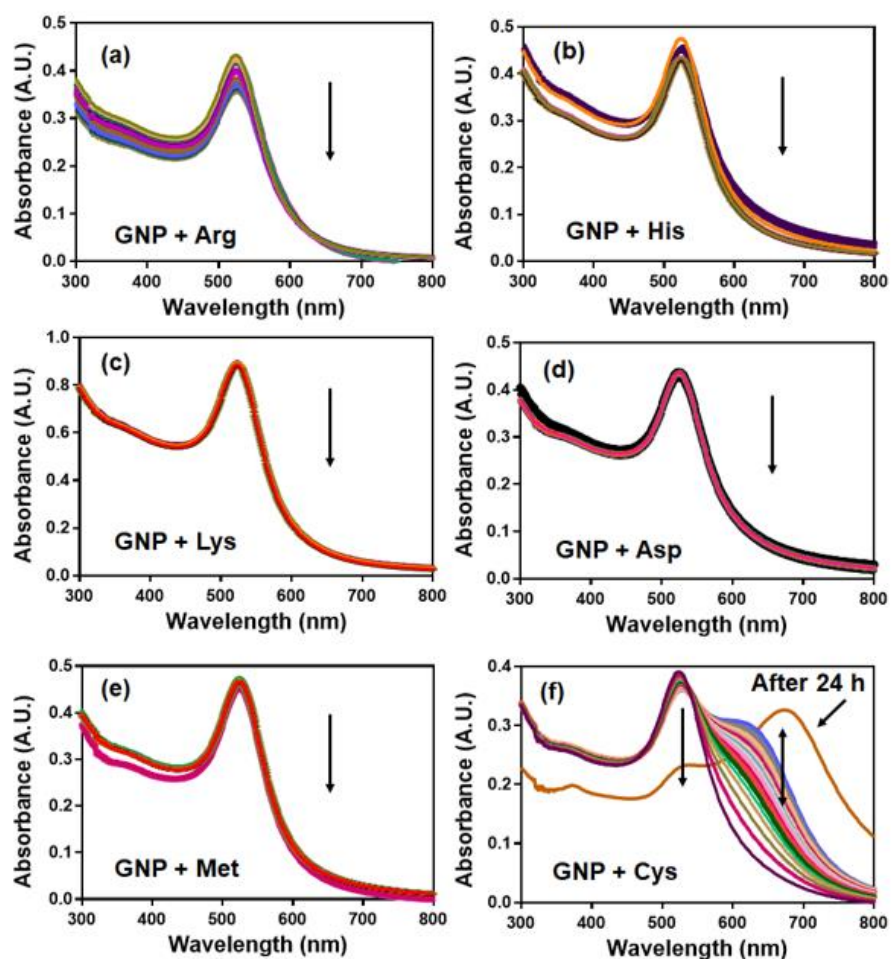 (a)
GNP + Arg
Absorbance (A.U.)
0.5
0.4
0.3
0.2
0.1
0.0
300 400 500 600 700 800
Wavelength (nm)
(b)
GNP + His
Absorbance (A.U.)
0.5
0.4
0.3
0.2
0.1
0.0
300 400 500 600 700 800
Wavelength (nm)
(c)
GNP + Lys
Absorbance (A.U.)
1.0
0.8
0.6
0.4
0.2
0.0
300 400 500 600 700 800
Wavelength (nm)
(d)
GNP + Asp
Absorbance (A.U.)
0.5
0.4
0.3
0.2
0.1
0.0
300 400 500 600 700 800
Wavelength (nm)
(e)
GNP + Met
Absorbance (A.U.)
0.5
0.4
0.3
0.2
0.1
0.0
300 400 500 600 700 800
Wavelength (nm)
(f)
After 24 h
GNP + Cys
Absorbance (A.U.)
0.4
0.3
0.2
0.1
0.0
300 400 500 600 700 800
Wavelength (nm)